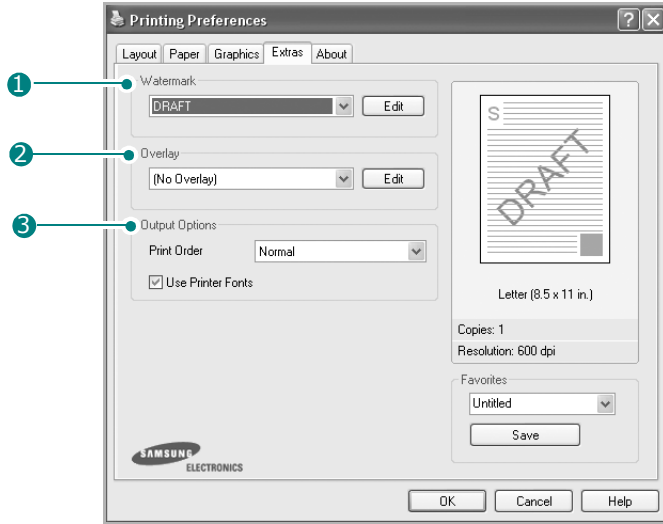 Printing Preferences
Layout Paper Graphics Extras About
1
Watermark
DRAFT
Edit
2
Overlay
(No Overlay)
Edit
3
Output Options
Print Order Normal
Use Printer Fonts
S
DRAFT
Letter (8.5 x 11 in.)
Copies: 1
Resolution: 600 dpi
Favorites
Untitled
Save
SAMSUNG
ELECTRONICS
OK Cancel Help